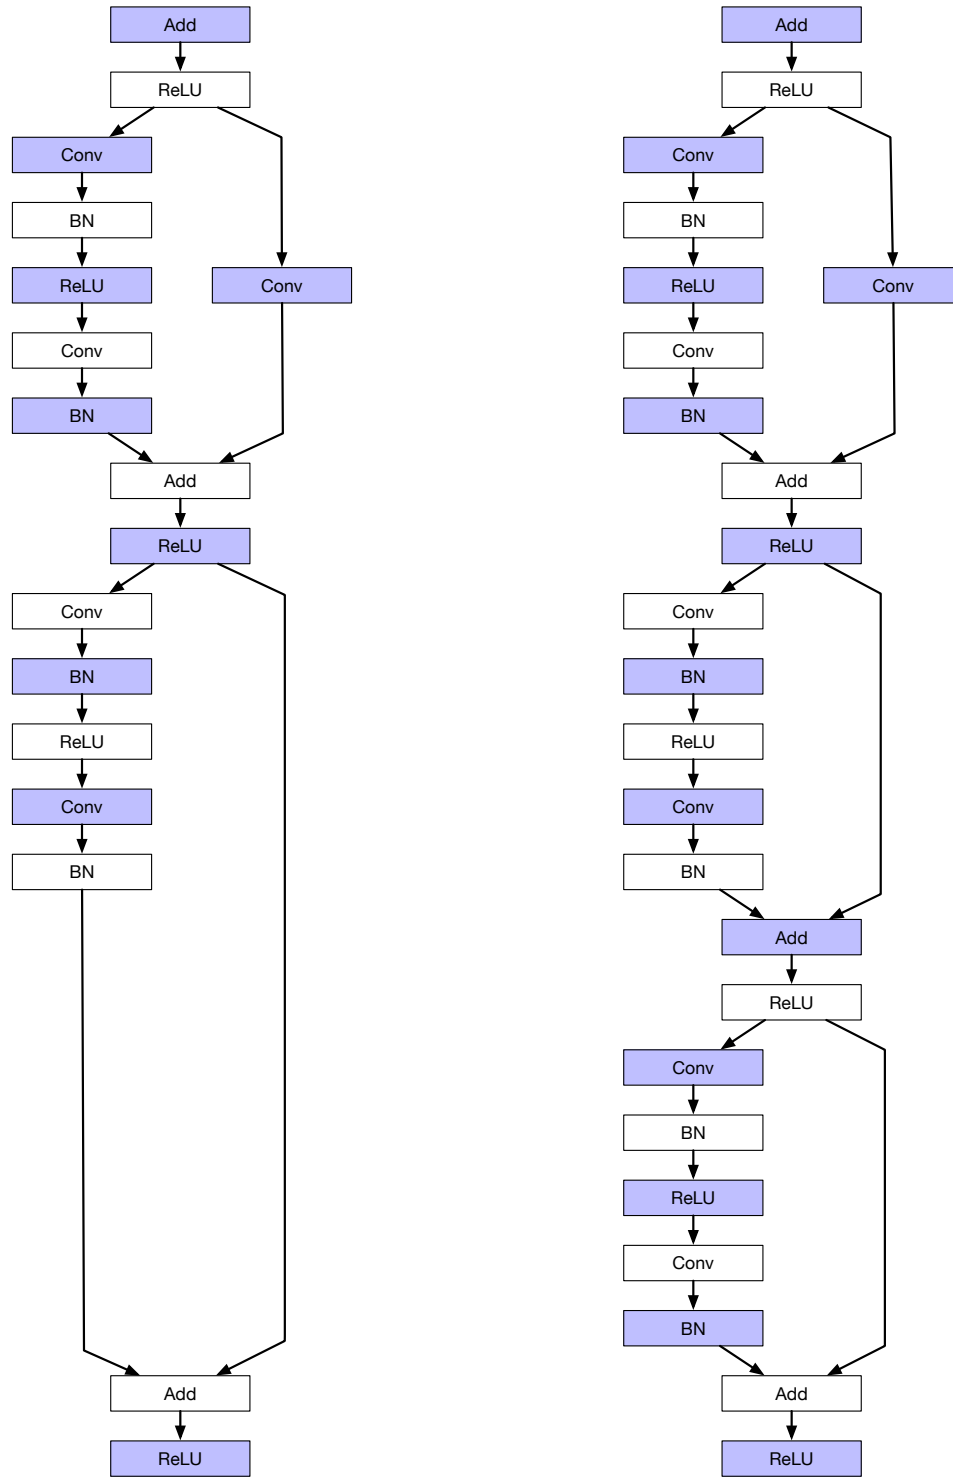 Add
ReLU
Conv
BN
ReLU
Conv
Conv
BN
Add
ReLU
Conv
BN
ReLU
Conv
BN
Add
ReLU
Add
ReLU
Conv
BN
ReLU
Conv
Conv
BN
Add
ReLU
Conv
BN
ReLU
Conv
BN
Add
ReLU
Conv
BN
ReLU
Conv
BN
Add
ReLU